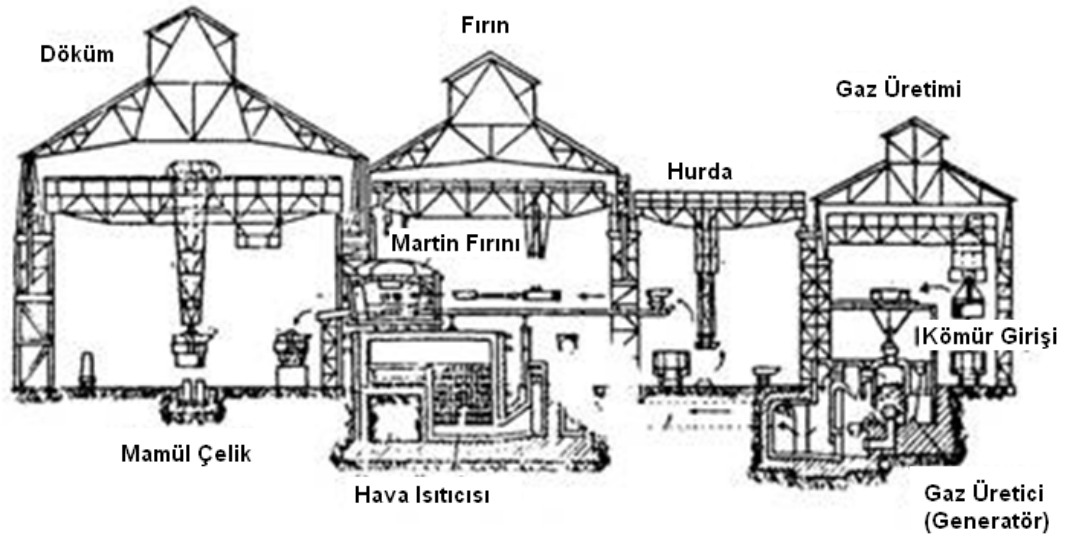 Fırın
Döküm
Gaz Üretimi
Hurda
Martin Fırını
Kömür Girişi
Mamül Çelik
Hava Isıtıcısı
Gaz Üretici
(Generatör)